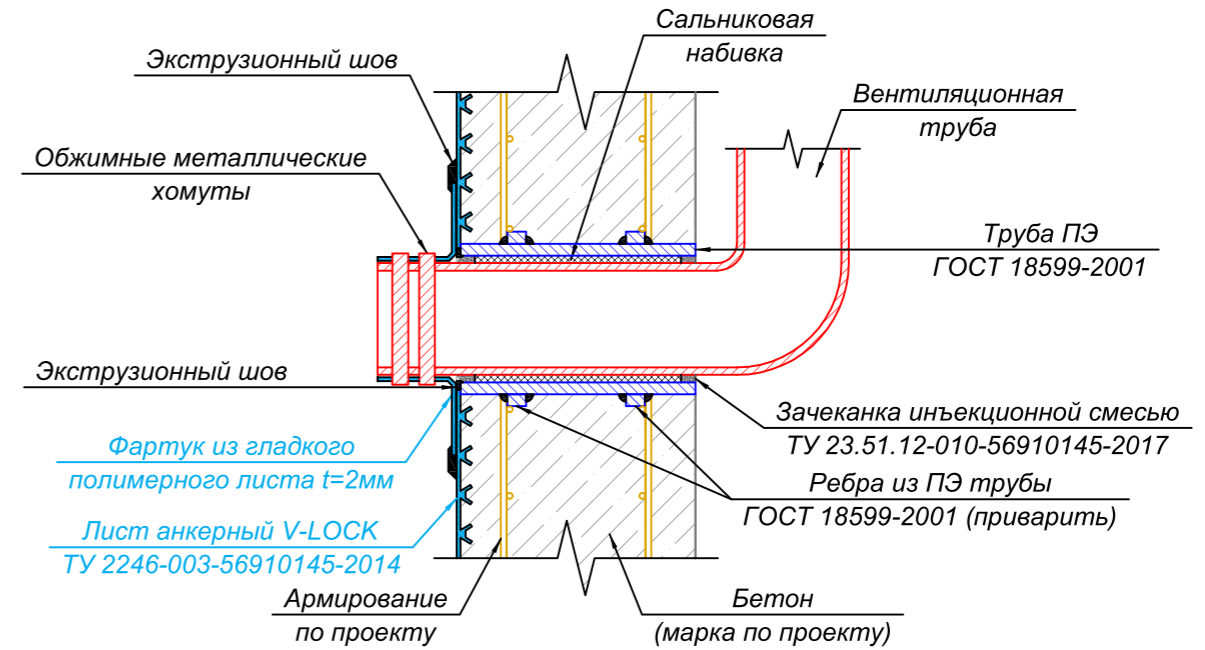 Сальниковая
набивка
Экструзионный шов
Вентиляционная
труба
Обжимные металлические
хомуты
Труба ПЭ
ГОСТ 18599-2001
Экструзионный шов
Зачеканка инъекционной смесью
ТУ 23.51.12-010-56910145-2017
Фартук из гладкого
полимерного листа t=2мм
Ребра из ПЭ трубы
ГОСТ 18599-2001 (приварить)
Лист анкерный V-LOCK
ТУ 2246-003-56910145-2014
Армирование
по проекту
Бетон
(марка по проекту)